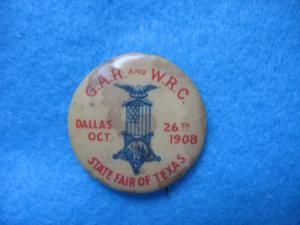 G.A.R. AND W.R.C.
DALLAS 26TH
OCT. 1908
STATE FAIR OF TEXAS